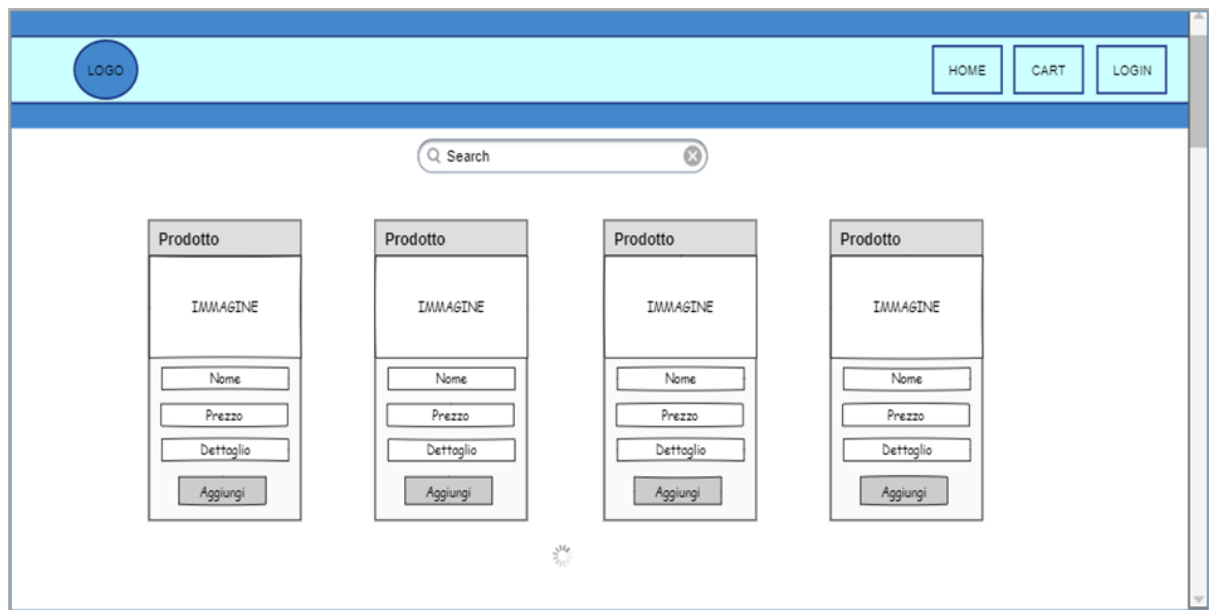 LOGO HOME CART LOGIN
Search
Prodotto Prodotto Prodotto Prodotto
IMMAGINE IMMAGINE IMMAGINE IMMAGINE
Nome Nome Nome Nome
Prezzo Prezzo Prezzo Prezzo
Dettaglio Dettaglio Dettaglio Dettaglio
Aggiungi Aggiungi Aggiungi Aggiungi